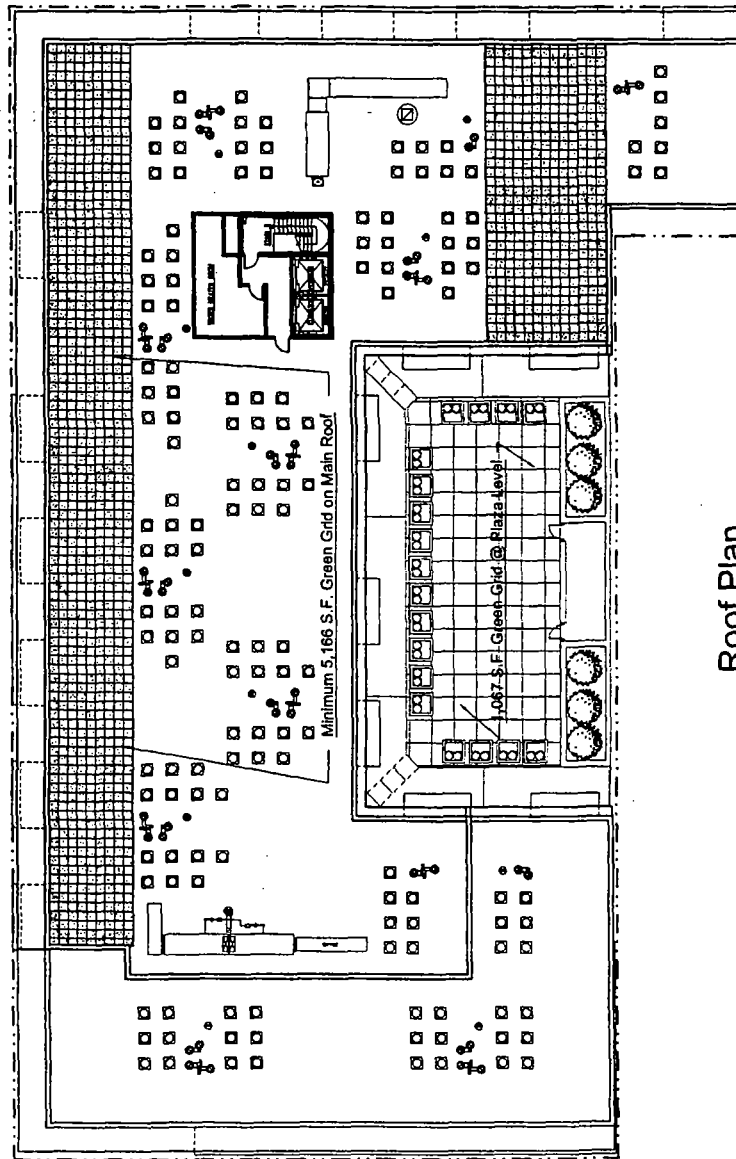 Minimum 5,166 S.F. Green Grid on Main Roof
1,067 S.F. Green Grid @ Plaza Level
Roof Plan